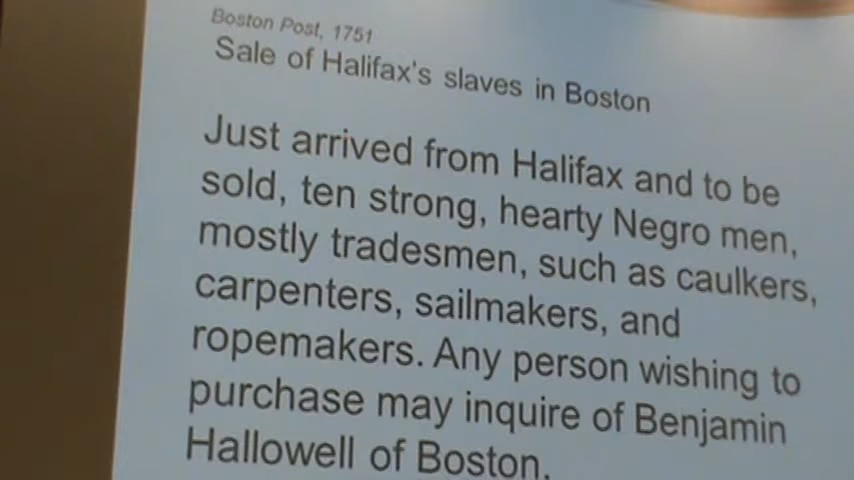 Boston Post, 1751
Sale of Halifax's slaves in Boston
Just arrived from Halifax and to be
sold, ten strong, hearty Negro men,
mostly tradesmen, such as caulkers,
carpenters, sailmakers, and
ropemakers. Any person wishing to
purchase may inquire of Benjamin
Hallowell of Boston.